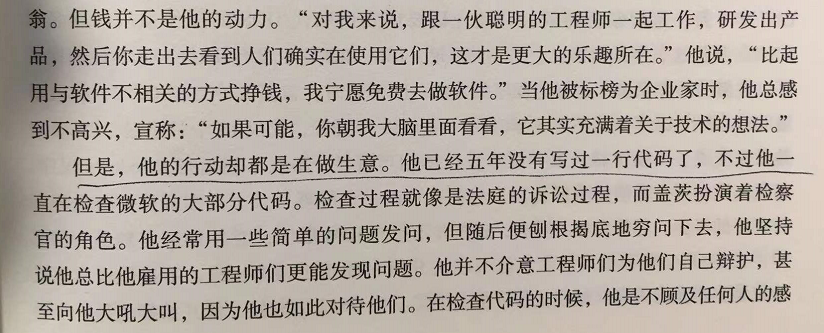 翁。但钱并不是他的动力。“对我来说，跟一伙聪明的工程师一起工作，研发出产
品，然后你走出去看到人们确实在使用它们，这才是更大的乐趣所在。”他说，“比起
用与软件不相关的方式挣钱，我宁愿免费去做软件。”当他被标榜为企业家时，他总感
到不高兴，宣称：“如果可能，你朝我大脑里面看看，它其实充满着关于技术的想法。”
但是，他的行动却都是在做生意。他已经五年没有写过一行代码了，不过他一
直在检查微软的大部分代码。检查过程就像是法庭的诉讼过程，而盖茨扮演着检察
官的角色。他经常用一些简单的问题发问，但随后便刨根揭底地穷问下去，他坚持
说他总比他雇用的工程师们更能发现问题。他并不介意工程师们为他们自己辩护，甚
至向他大吼大叫，因为他也如此对待他们。在检查代码的时候，他是不顾及任何人的感